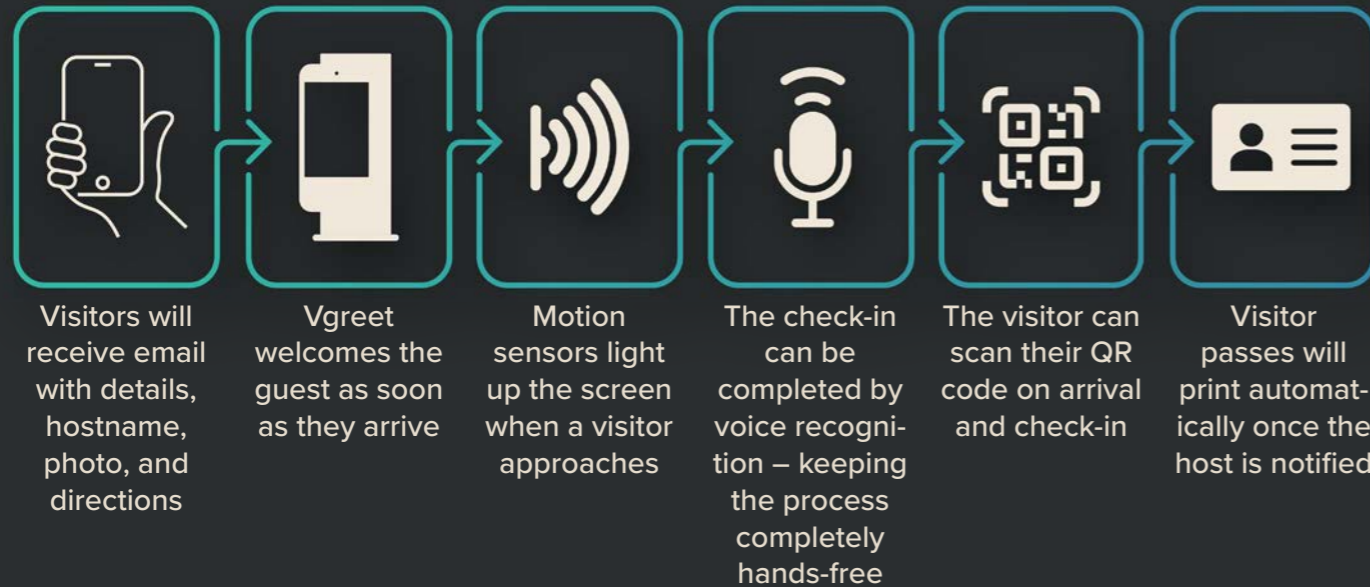 Visitors will
receive email
with details,
hostname,
photo, and
directions
Vgreet
welcomes the
guest as soon
as they arrive
Motion
sensors light
up the screen
when a visitor
approaches
The check-in
can be
completed by
voice recogni-
tion – keeping
the process
completely
hands-free
The visitor can
scan their QR
code on arrival
and check-in
Visitor
passes will
print automat-
ically once the
host is notified